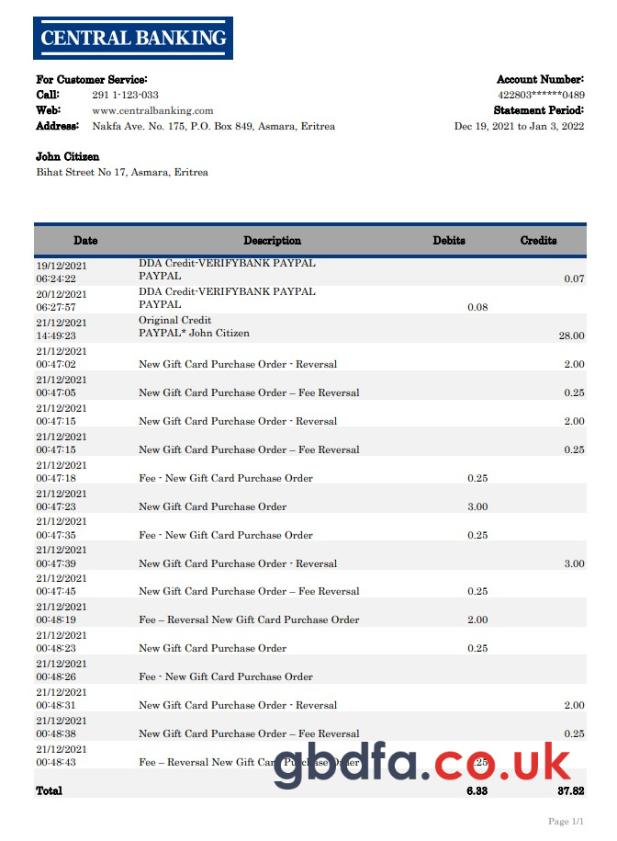 CENTRAL BANKING
For Customer Service:
Call: 291 1-123-033
Web: www.centralbanking.com
Address: Nakfa Ave. No. 175, P.O. Box 849, Asmara, Eritrea
Account Number:
422803******0489
Statement Period:
Dec 19, 2021 to Jan 3, 2022
John Citizen
Bihat Street No 17, Asmara, Eritrea
Date Description Debits Credits
19/12/2021 DDA Credit-VERIFYBANK PAYPAL
06:24:22 PAYPAL 0.07
20/12/2021 DDA Credit-VERIFYBANK PAYPAL
06:27:57 PAYPAL 0.08
21/12/2021 Original Credit
14:49:23 PAYPAL* John Citizen 28.00
21/12/2021
00:47:02 New Gift Card Purchase Order - Reversal 2.00
21/12/2021
00:47:05 New Gift Card Purchase Order – Fee Reversal 0.25
21/12/2021
00:47:15 New Gift Card Purchase Order - Reversal 2.00
21/12/2021
00:47:15 New Gift Card Purchase Order – Fee Reversal 0.25
21/12/2021
00:47:18 Fee - New Gift Card Purchase Order 0.25
21/12/2021
00:47:23 New Gift Card Purchase Order 3.00
21/12/2021
00:47:35 Fee - New Gift Card Purchase Order 0.25
21/12/2021
00:47:39 New Gift Card Purchase Order - Reversal 3.00
21/12/2021
00:47:45 New Gift Card Purchase Order – Fee Reversal 0.25
21/12/2021
00:48:19 Fee – Reversal New Gift Card Purchase Order 2.00
21/12/2021
00:48:23 New Gift Card Purchase Order 0.25
21/12/2021
00:48:26 Fee - New Gift Card Purchase Order
21/12/2021
00:48:31 New Gift Card Purchase Order - Reversal 2.00
21/12/2021
00:48:38 New Gift Card Purchase Order – Fee Reversal 0.25
21/12/2021
00:48:43 Fee – Reversal New Gift Card Purchase Order
gbdfa.co.uk
Total 6.33 37.82
Page 1/1